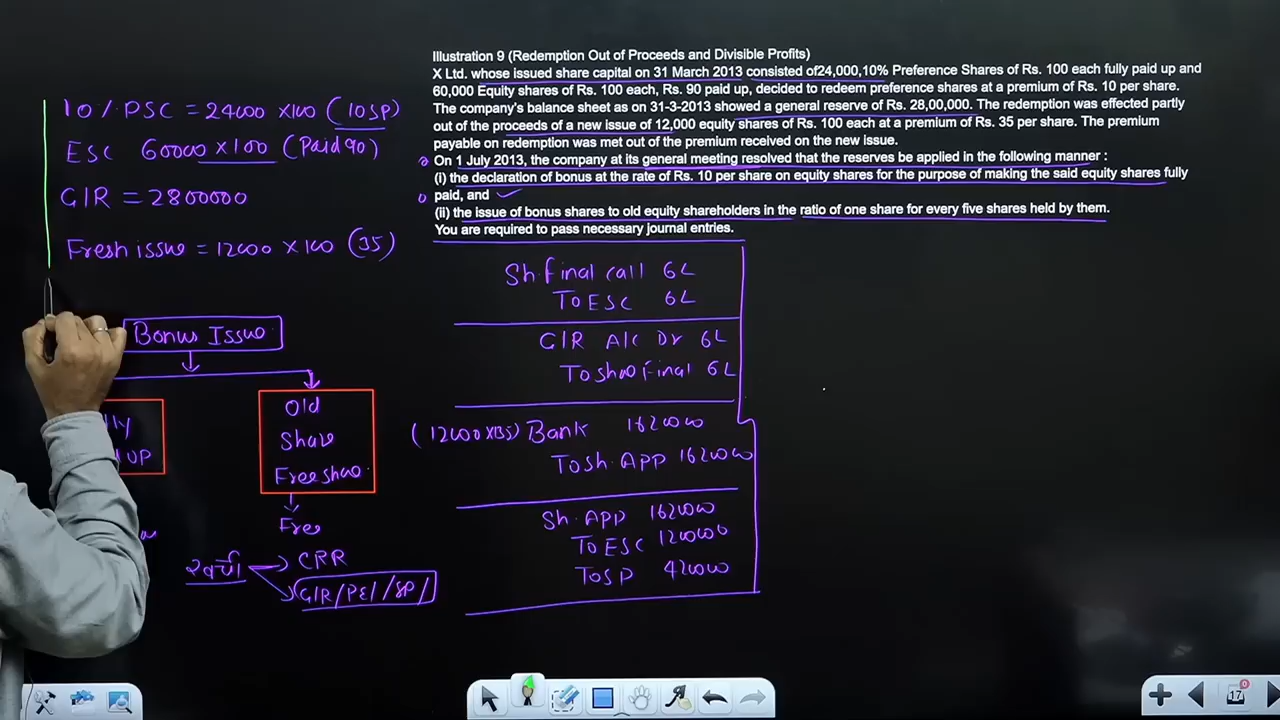 Illustration 9 (Redemption Out of Proceeds and Divisible Profits)
X Ltd. whose issued share capital on 31 March 2013 consisted of24,000,10% Preference Shares of Rs. 100 each fully paid up and
60,000 Equity shares of Rs. 100 each, Rs. 90 paid up, decided to redeem preference shares at a premium of Rs. 10 per share.
The company's balance sheet as on 31-3-2013 showed a general reserve of Rs. 28,00,000. The redemption was effected partly
out of the proceeds of a new issue of 12,000 equity shares of Rs. 100 each at a premium of Rs. 35 per share. The premium
payable on redemption was met out of the premium received on the new issue.
On 1 July 2013, the company at its general meeting resolved that the reserves be applied in the following manner :
(i) the declaration of bonus at the rate of Rs. 10 per share on equity shares for the purpose of making the said equity shares fully
paid, and
(ii) the issue of bonus shares to old equity shareholders in the ratio of one share for every five shares held by them.
You are required to pass necessary journal entries.
10 % PSC = 24000 × 100 (10 SP)
ESC 60000 × 100 (Paid 90)
G/R = 2800000
Fresh issue = 12000 × 100 (35)
Bonus Issue
Old
Share
Free share
Free
CRR
G/R/P&L/SP/
UP
Sh. final call 6L
To ESC 6L
G/R A/C Dr 6L
To share final 6L
(12000×135) Bank 1620000
To Sh. App 1620000
Sh. App 1620000
To ESC 1200000
To SP 420000
17